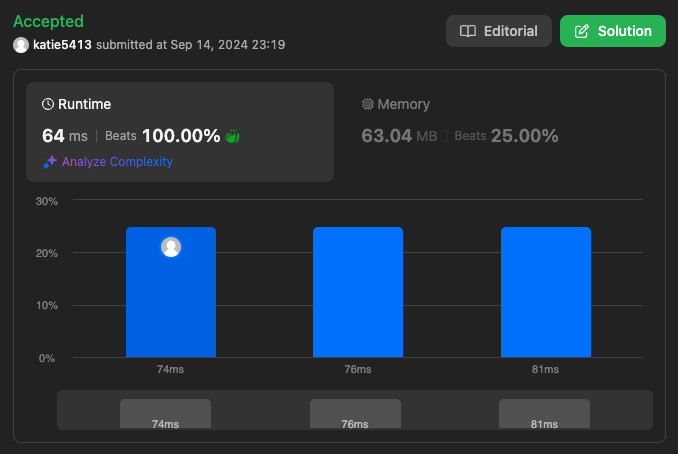 Accepted
katie5413 submitted at Sep 14, 2024 23:19
Editorial
Solution
Runtime
64 ms | Beats 100.00%
Analyze Complexity
Memory
63.04 MB | Beats 25.00%
30%
20%
10%
0%
74ms
76ms
81ms
74ms
76ms
81ms